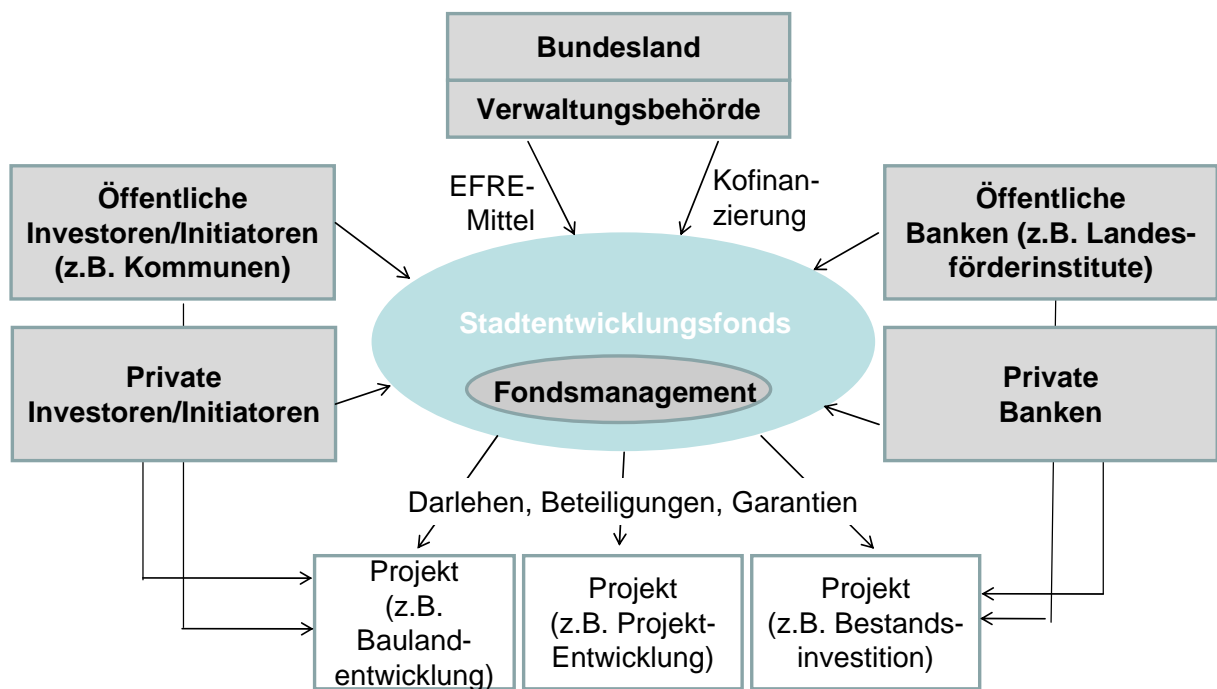 Bundesland
Verwaltungsbehörde
EFRE-
Mittel
Kofinan-
zierung
Öffentliche
Investoren/Initiatoren
(z.B. Kommunen)
Öffentliche
Banken (z.B. Landes-
förderinstitute)
Stadtentwicklungsfonds
Fondsmanagement
Private
Investoren/Initiatoren
Private
Banken
Darlehen, Beteiligungen, Garantien
Projekt
(z.B.
Bauland-
entwicklung)
Projekt
(z.B. Projekt-
Entwicklung)
Projekt
(z.B. Bestands-
investition)